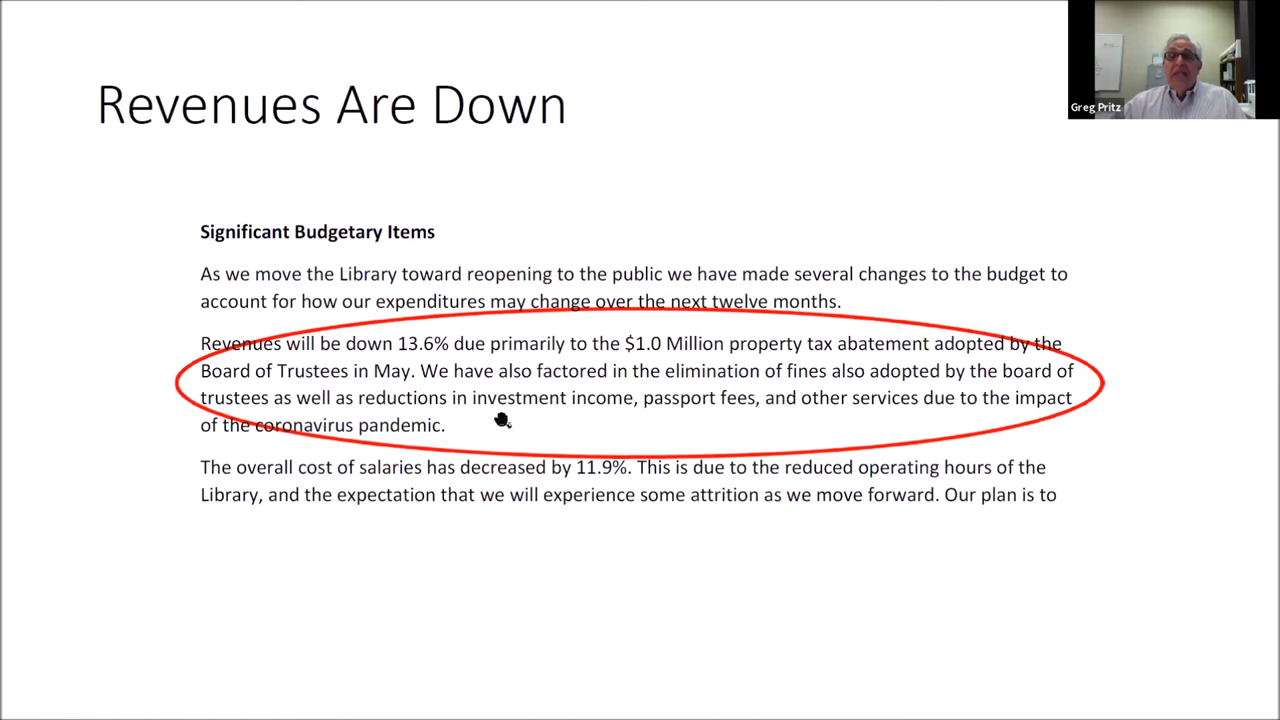 Revenues Are Down
Greg Pritz
Significant Budgetary Items
As we move the Library toward reopening to the public we have made several changes to the budget to
account for how our expenditures may change over the next twelve months.
Revenues will be down 13.6% due primarily to the $1.0 Million property tax abatement adopted by the
Board of Trustees in May. We have also factored in the elimination of fines also adopted by the board of
trustees as well as reductions in investment income, passport fees, and other services due to the impact
of the coronavirus pandemic.
The overall cost of salaries has decreased by 11.9%. This is due to the reduced operating hours of the
Library, and the expectation that we will experience some attrition as we move forward. Our plan is to